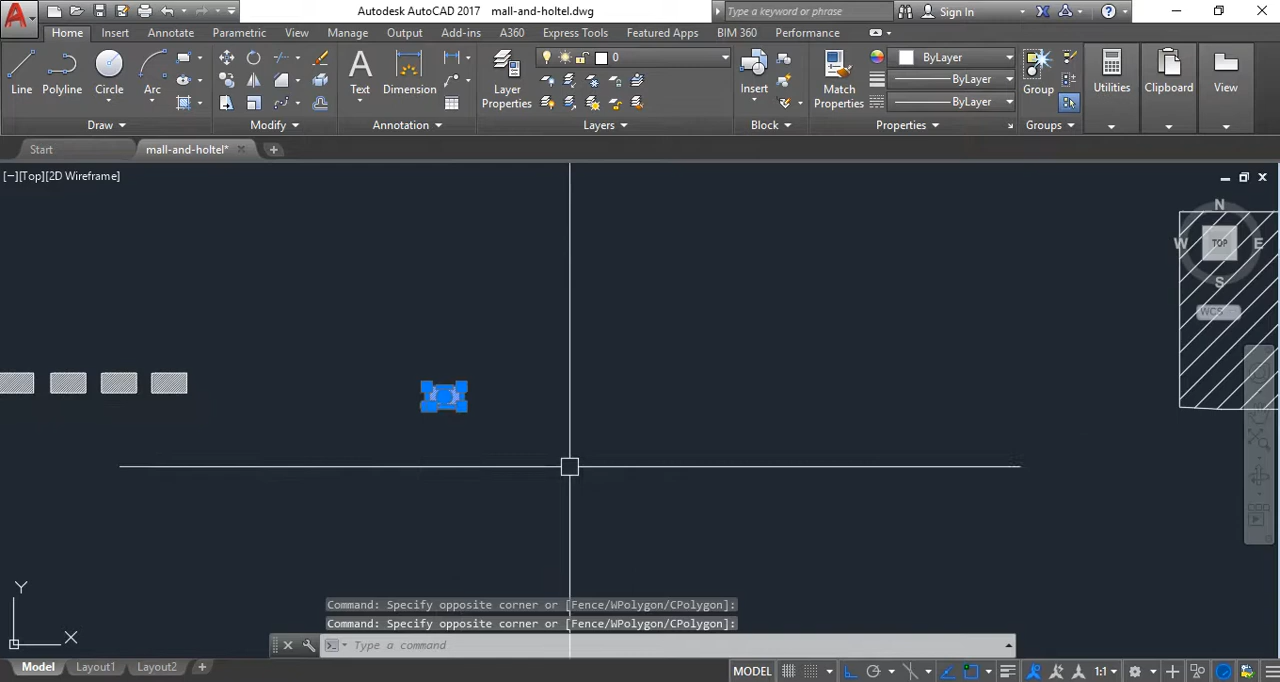 Autodesk AutoCAD 2017 mall-and-holtel.dwg
Type a keyword or phrase
Sign In
Home Insert Annotate Parametric View Manage Output Add-ins A360 Express Tools Featured Apps BIM 360 Performance
Line Polyline Circle Arc
Text Dimension
Layer Properties
0
Insert
Match Properties
ByLayer
ByLayer
ByLayer
Group
Utilities
Clipboard
View
Draw Modify Annotation Layers Block Properties Groups
Start
mall-and-holtel*
[−][Top][2D Wireframe]
N
W TOP E
S
WCS
Y
X
Command: Specify opposite corner or [Fence/WPolygon/CPolygon]:
Command: Specify opposite corner or [Fence/WPolygon/CPolygon]:
Type a command
Model Layout1 Layout2
MODEL
1:1